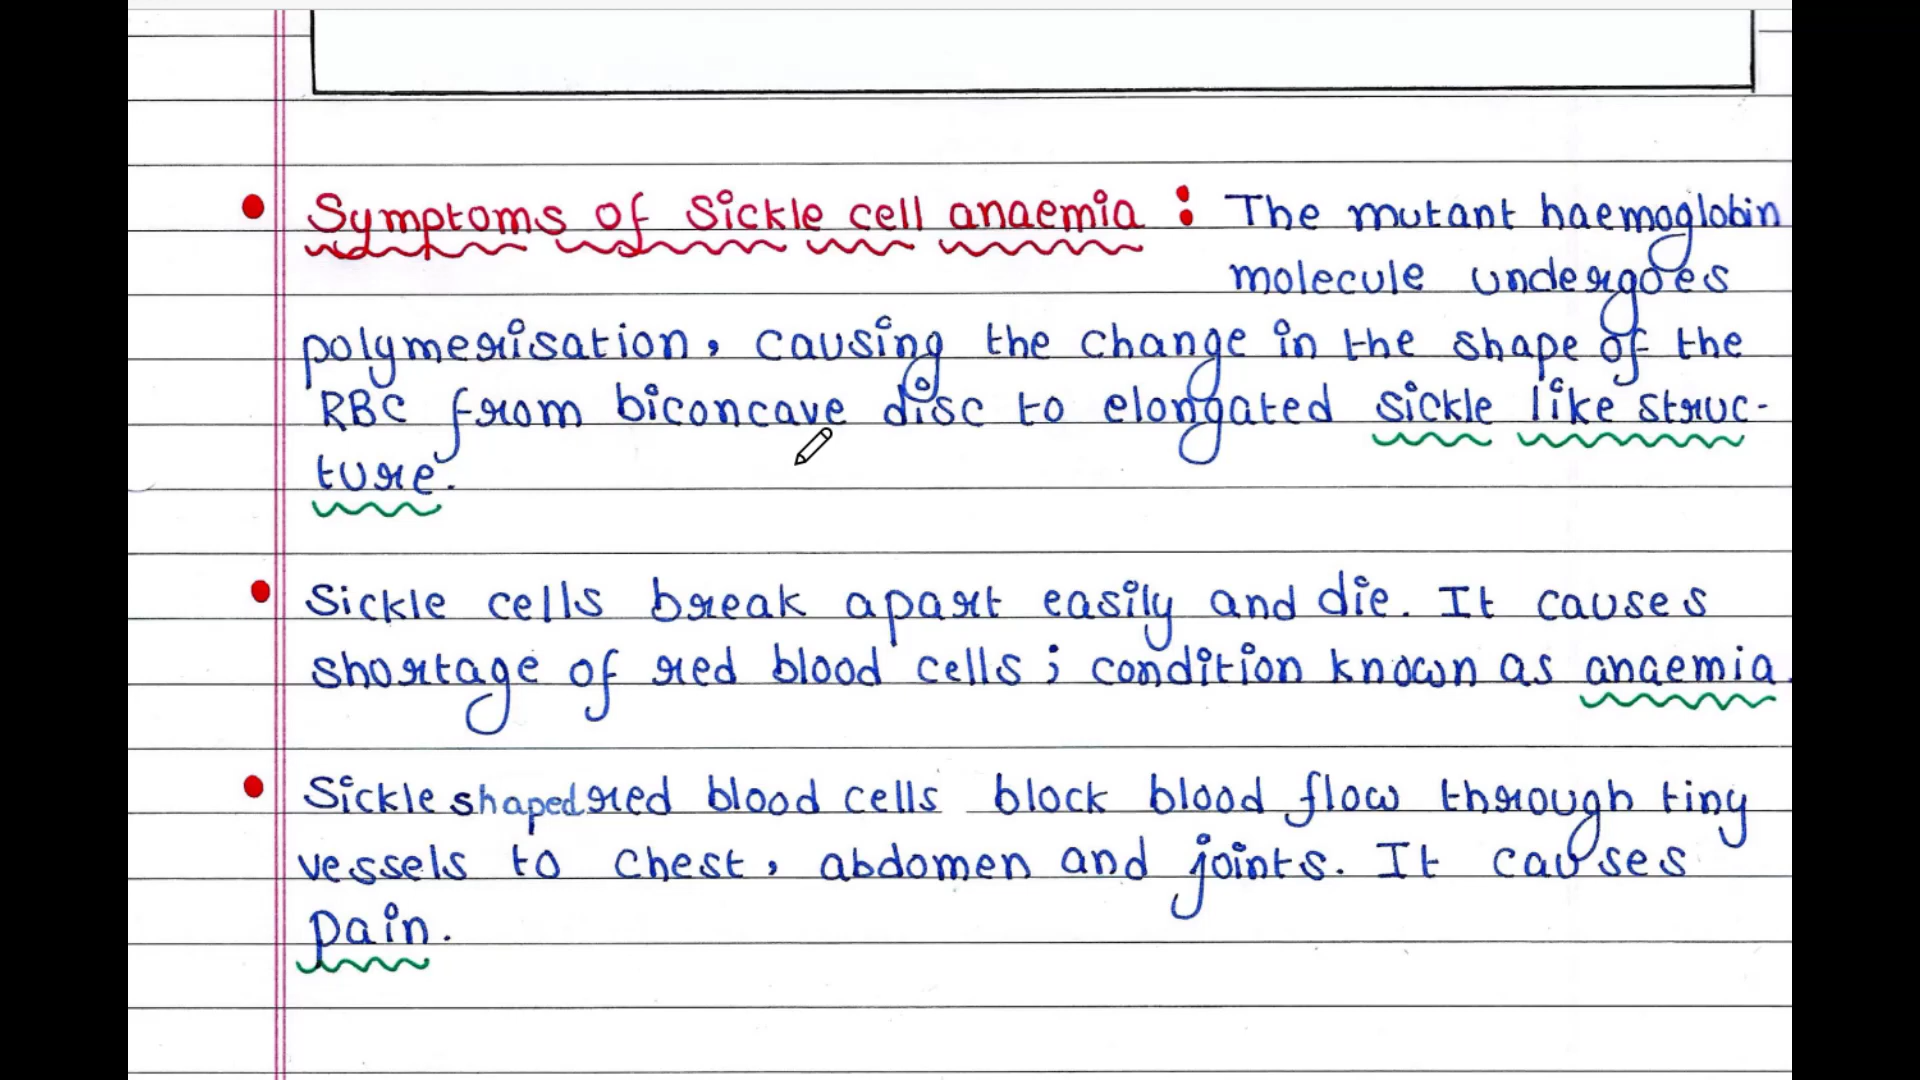 • Symptoms of Sickle cell anaemia : The mutant haemoglobin
molecule undergoes
polymerisation, causing the change in the shape of the
RBC from biconcave disc to elongated sickle like struc-
ture.
• Sickle cells break apart easily and die. It causes
shortage of red blood cells ; condition known as anaemia.
• Sickle shaped red blood cells block blood flow through tiny
vessels to chest, abdomen and joints. It causes
Pain.